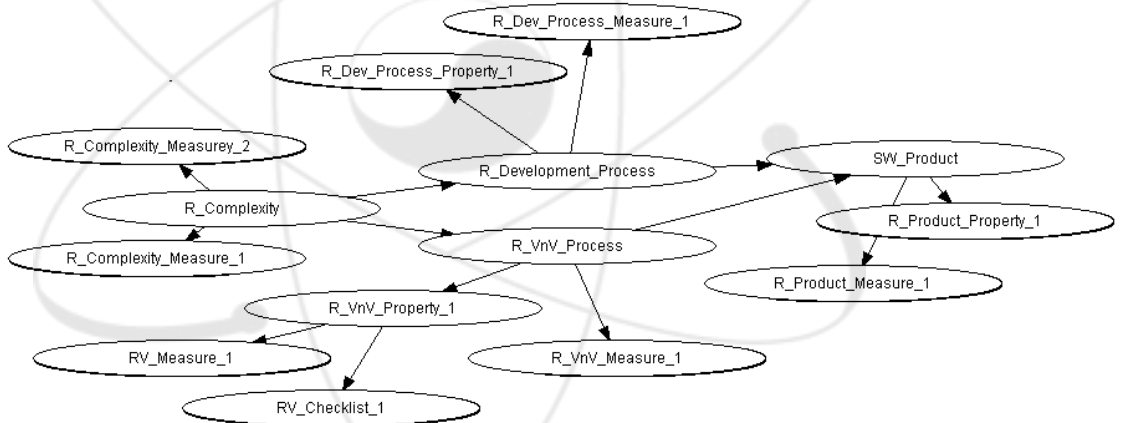 R_Dev_Process_Measure_1
R_Dev_Process_Property_1
R_Complexity_Measurey_2
R_Development_Process
SW_Product
R_Complexity
R_Product_Property_1
R_VnV_Process
R_Complexity_Measure_1
R_Product_Measure_1
R_VnV_Property_1
RV_Measure_1
R_VnV_Measure_1
RV_Checklist_1